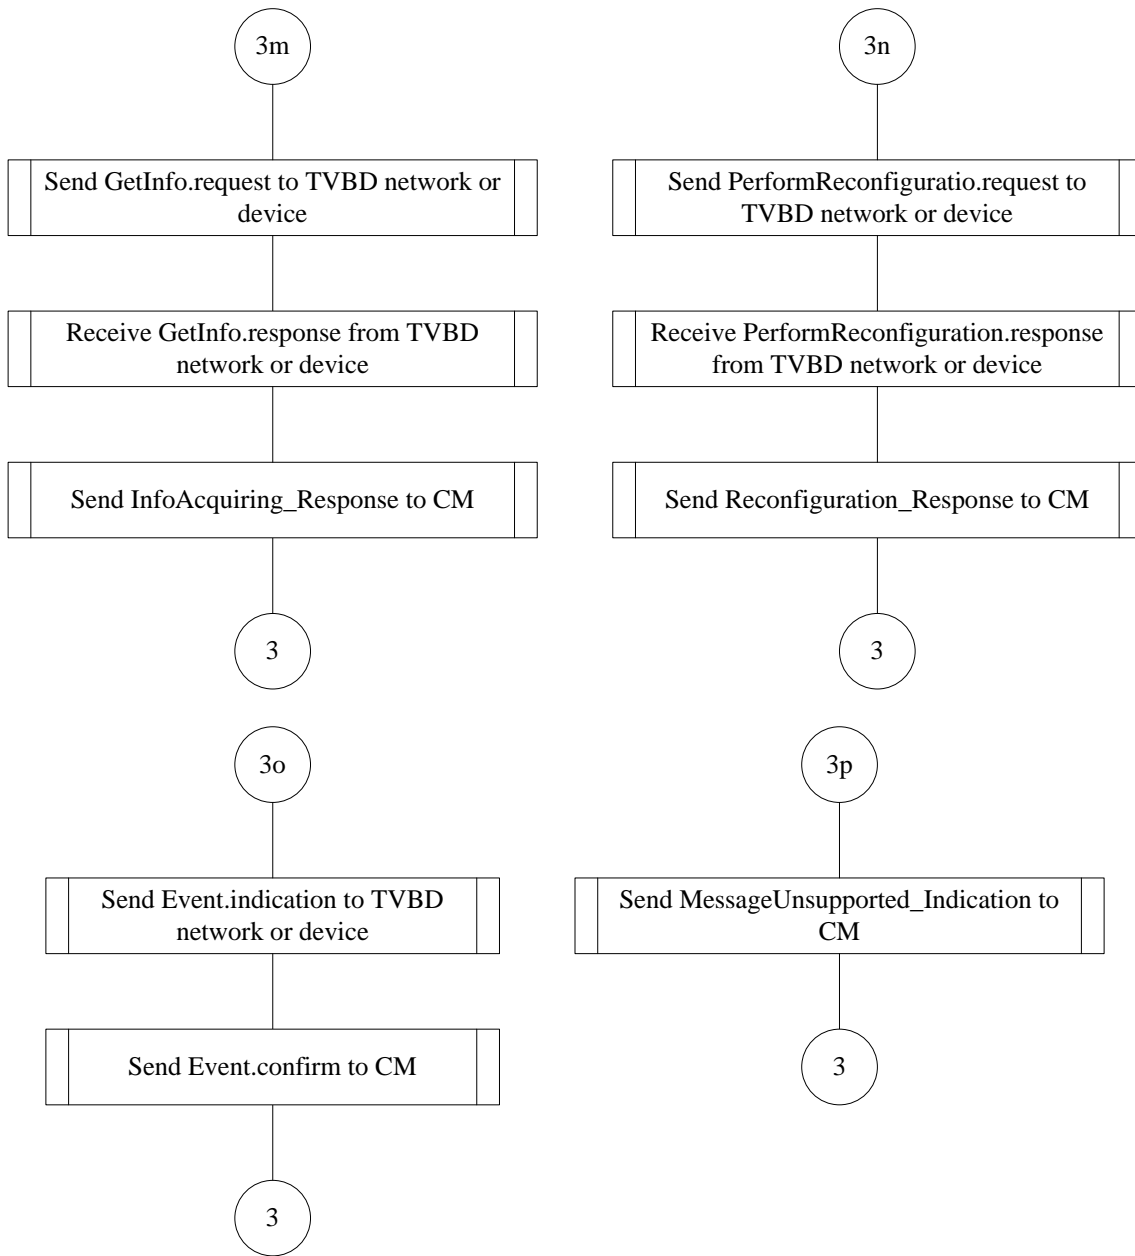 3m
Send GetInfo.request to TVBD network or
device
Receive GetInfo.response from TVBD
network or device
Send InfoAcquiring_Response to CM
3
3n
Send PerformReconfiguratio.request to
TVBD network or device
Receive PerformReconfiguration.response
from TVBD network or device
Send Reconfiguration_Response to CM
3
3o
Send Event.indication to TVBD
network or device
Send Event.confirm to CM
3
3p
Send MessageUnsupported_Indication to
CM
3